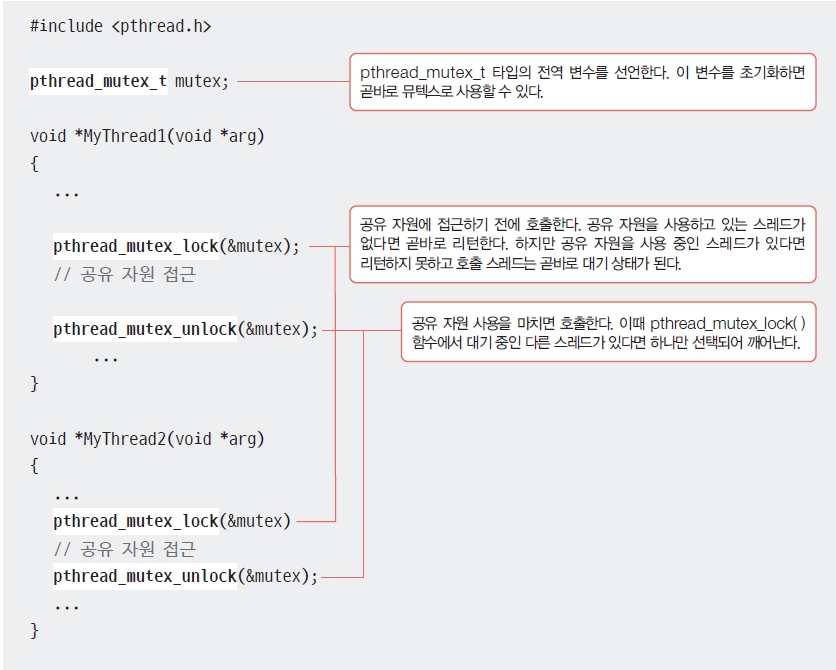 #include <pthread.h>
pthread_mutex_t mutex;
pthread_mutex_t 타입의 전역 변수를 선언한다. 이 변수를 초기화하면
곧바로 뮤텍스로 사용할 수 있다.
void *MyThread1(void *arg)
{
...
pthread_mutex_lock(&mutex);
// 공유 자원 접근
공유 자원에 접근하기 전에 호출한다. 공유 자원을 사용하고 있는 스레드가
없다면 곧바로 리턴한다. 하지만 공유 자원을 사용 중인 스레드가 있다면
리턴하지 못하고 호출 스레드는 곧바로 대기 상태가 된다.
pthread_mutex_unlock(&mutex);
...
공유 자원 사용을 마치면 호출한다. 이때 pthread_mutex_lock( )
함수에서 대기 중인 다른 스레드가 있다면 하나만 선택되어 깨어난다.
}
void *MyThread2(void *arg)
{
...
pthread_mutex_lock(&mutex)
// 공유 자원 접근
pthread_mutex_unlock(&mutex);
...
}